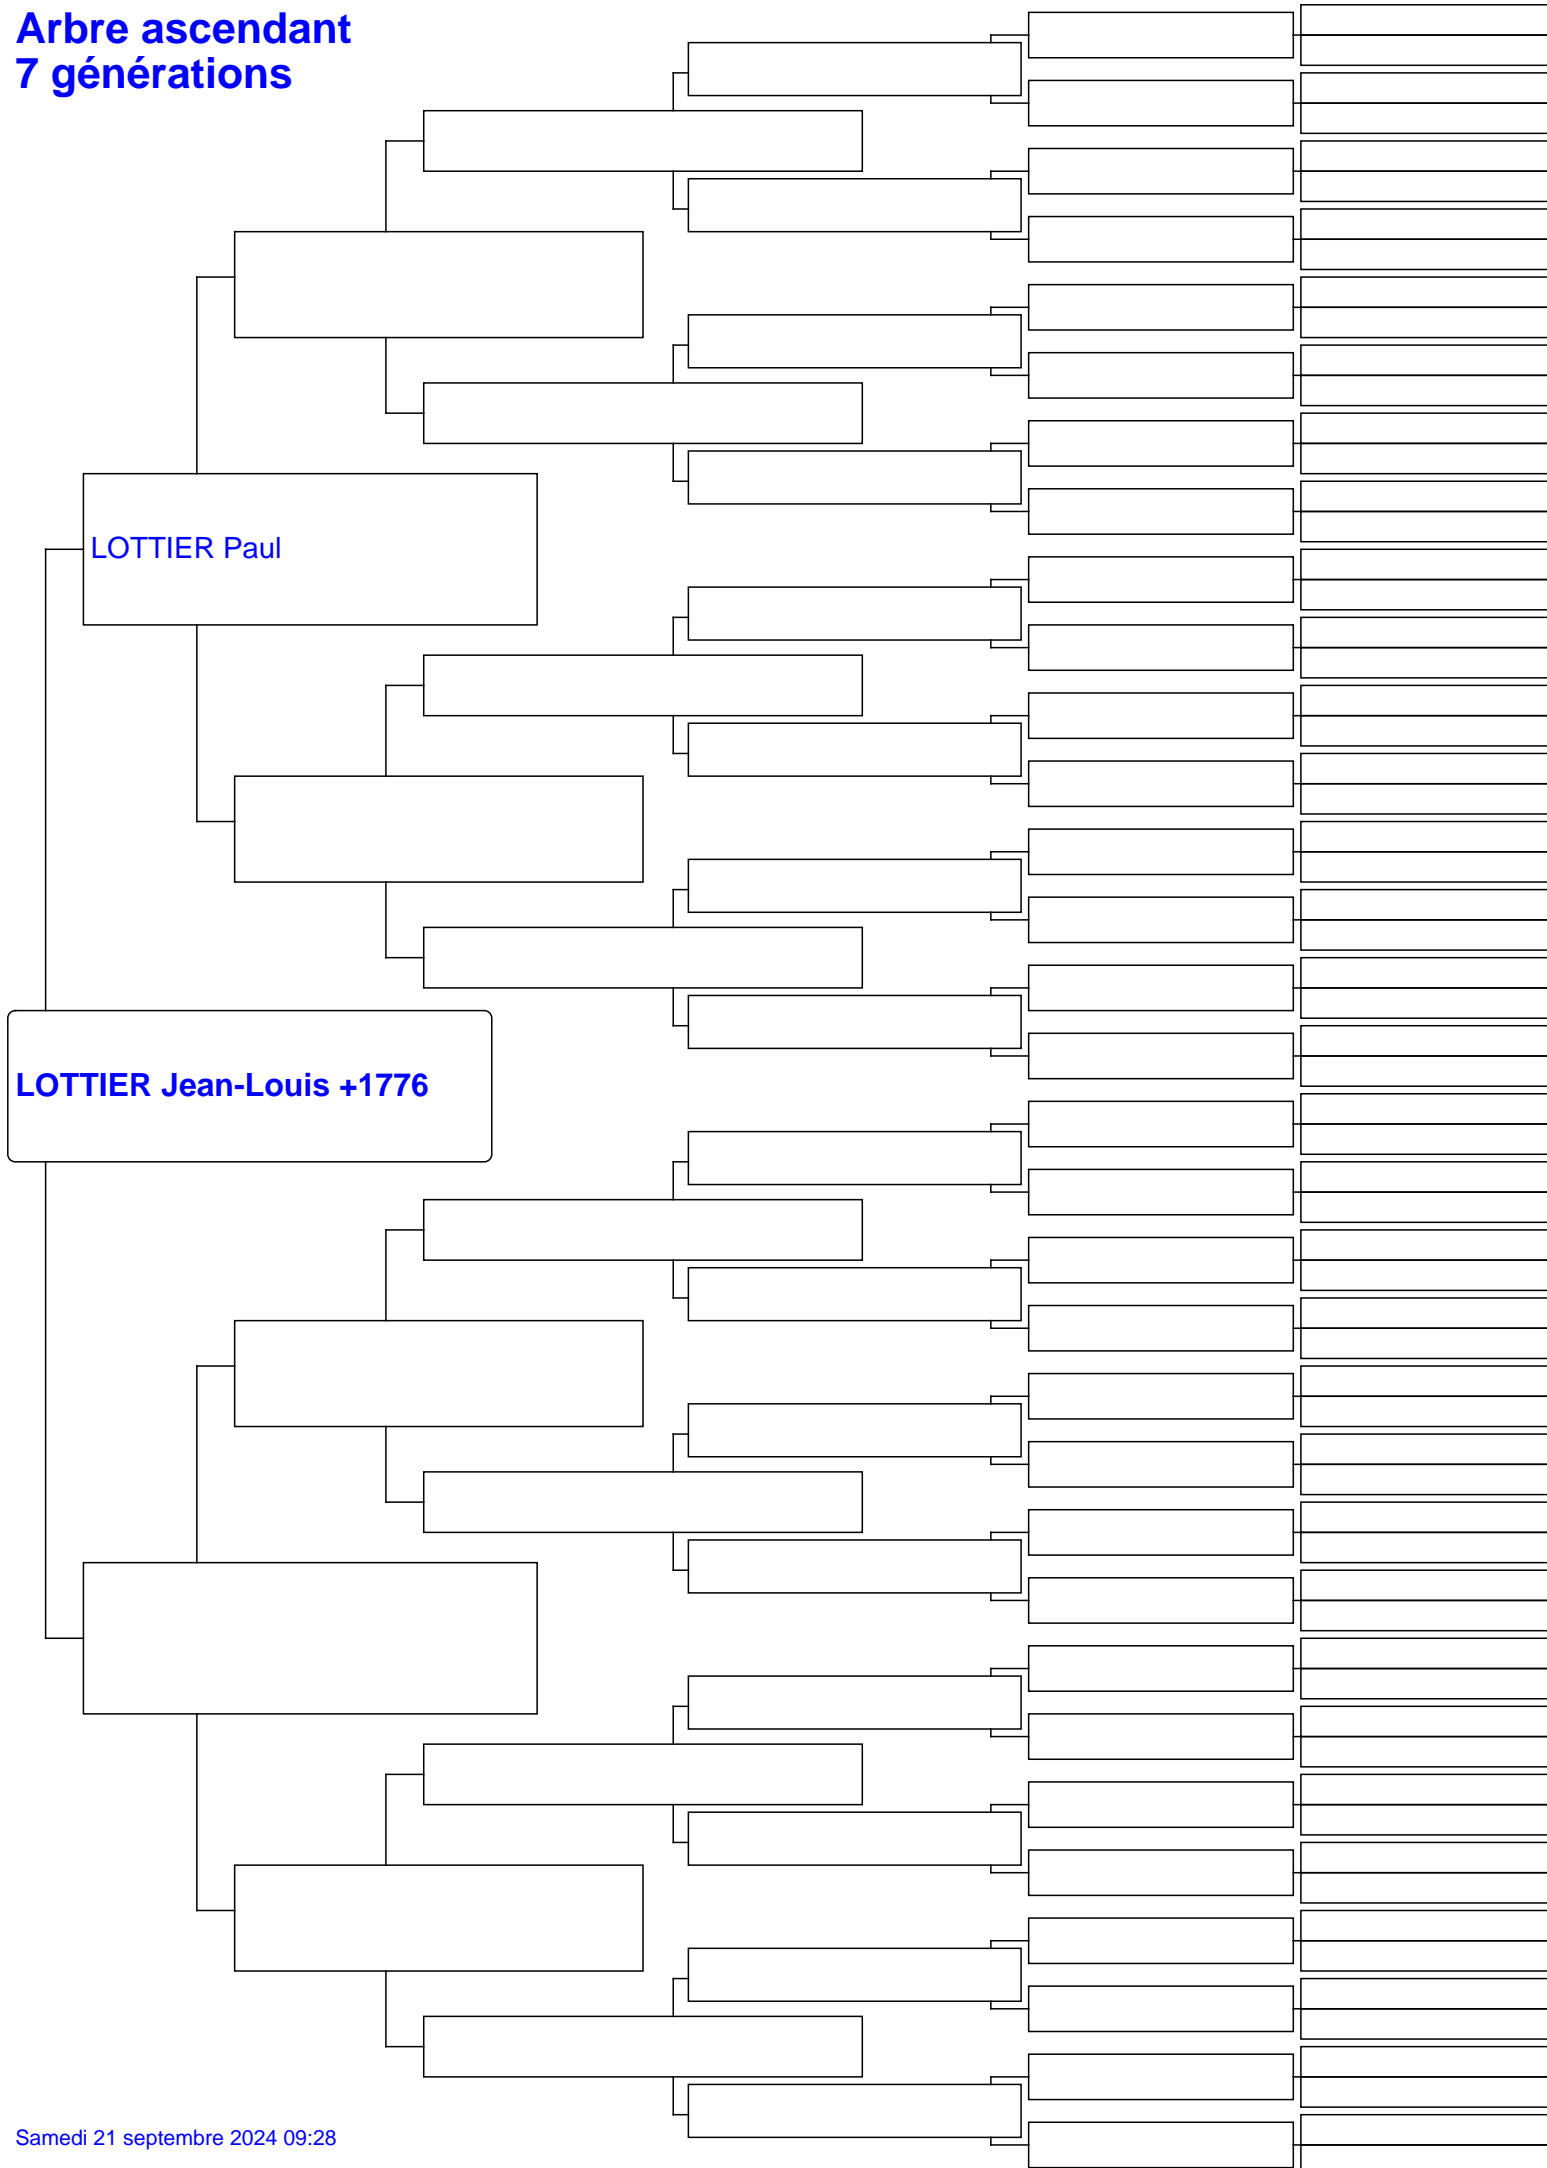 Arbre ascendant
7 générations
LOTTIER Paul
LOTTIER Jean-Louis +1776
Samedi 21 septembre 2024 09:28